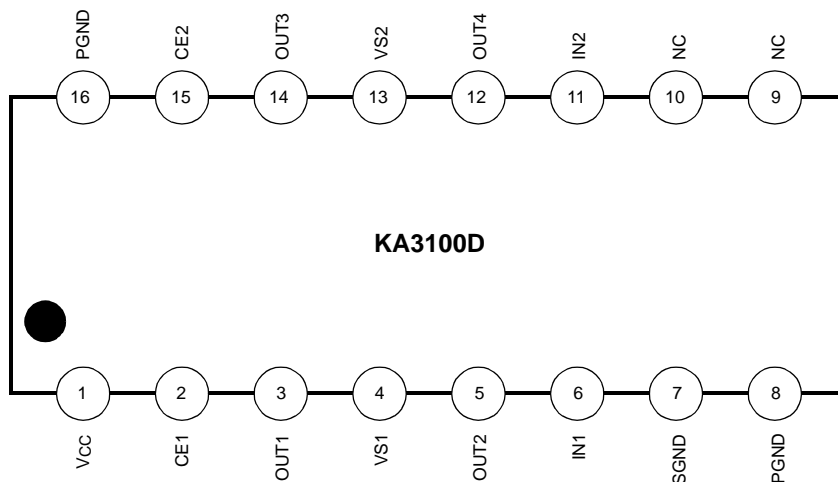 PGND CE2 OUT3 VS2 OUT4 IN2 NC NC
16 15 14 13 12 11 10 9
KA3100D
1 2 3 4 5 6 7 8
VCC CE1 OUT1 VS1 OUT2 IN1 SGND PGND